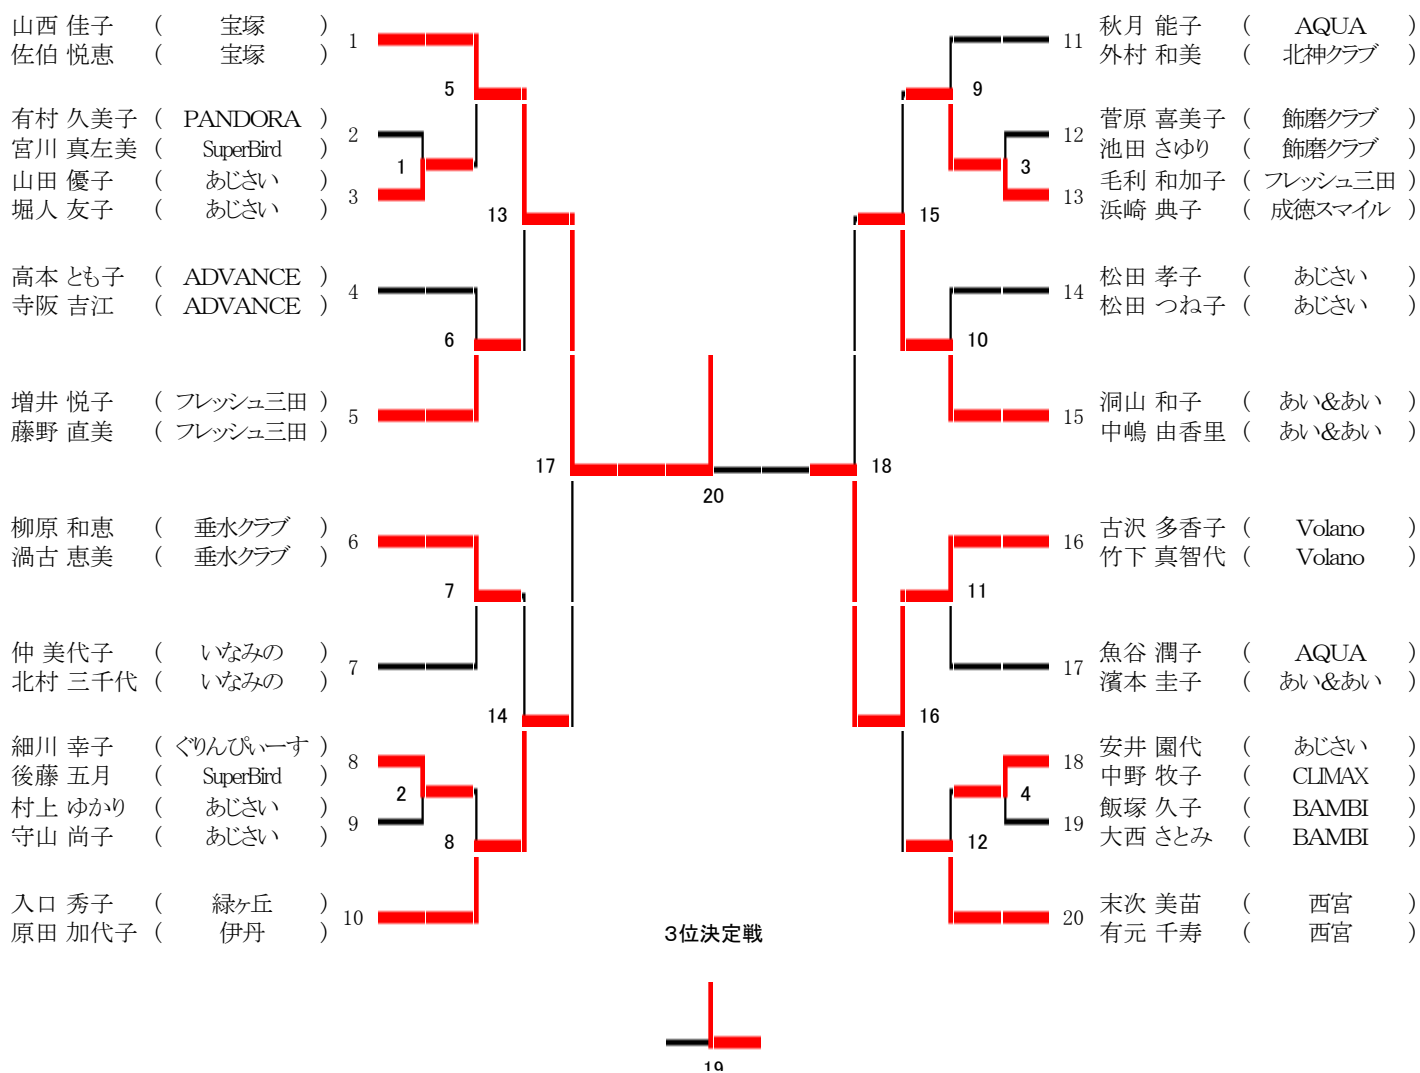 山西 佳子 ( 宝塚 ) 1
佐伯 悦恵 ( 宝塚 )
5
有村 久美子 ( PANDORA ) 2
宮川 真左美 ( SuperBird )
1
山田 優子 ( あじさい ) 3
堀人 友子 ( あじさい )
13
高本 とも子 ( ADVANCE ) 4
寺阪 吉江 ( ADVANCE )
6
増井 悦子 ( フレッシュ三田 ) 5
藤野 直美 ( フレッシュ三田 )
17
柳原 和恵 ( 垂水クラブ ) 6
渦古 恵美 ( 垂水クラブ )
7
仲 美代子 ( いなみの ) 7
北村 三千代 ( いなみの )
14
細川 幸子 ( ぐりんぴぃーす ) 8
後藤 五月 ( SuperBird )
2
村上 ゆかり ( あじさい ) 9
守山 尚子 ( あじさい )
8
入口 秀子 ( 緑ヶ丘 ) 10
原田 加代子 ( 伊丹 )
20
11 秋月 能子 ( AQUA )
外村 和美 ( 北神クラブ )
9
12 菅原 喜美子 ( 飾磨クラブ )
池田 さゆり ( 飾磨クラブ )
3
13 毛利 和加子 ( フレッシュ三田 )
浜崎 典子 ( 成徳スマイル )
15
14 松田 孝子 ( あじさい )
松田 つね子 ( あじさい )
10
15 洞山 和子 ( あい&あい )
中嶋 由香里 ( あい&あい )
18
16 古沢 多香子 ( Volano )
竹下 真智代 ( Volano )
11
17 魚谷 潤子 ( AQUA )
濱本 圭子 ( あい&あい )
16
18 安井 園代 ( あじさい )
中野 牧子 ( CLIMAX )
4
19 飯塚 久子 ( BAMBI )
大西 さとみ ( BAMBI )
12
20 末次 美苗 ( 西宮 )
有元 千寿 ( 西宮 )
3位決定戦
19